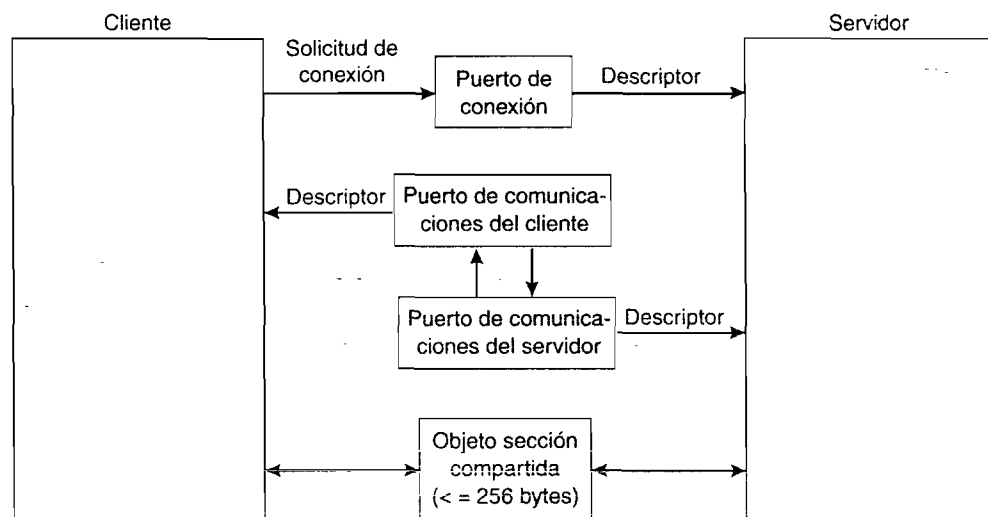 Cliente
Servidor
Solicitud de
conexión
Puerto de
conexión
Descriptor
Descriptor
Puerto de comunica-
ciones del cliente
Puerto de comunica-
ciones del servidor
Descriptor
Objeto sección
compartida
(< = 256 bytes)